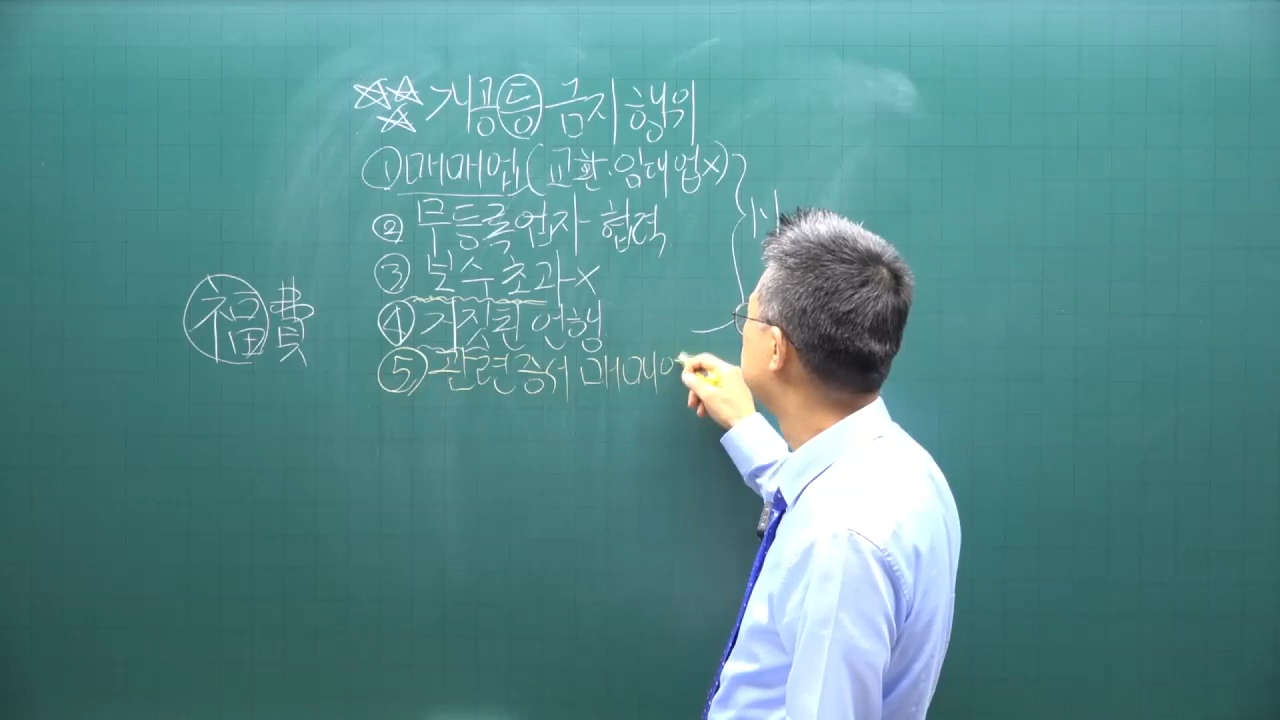 개공등 금지행위
① 매매업(교환·임대업x)
② 무등록업자 협력
③ 보수초과x
④ 거짓된 언행
⑤ 관련증서 매매
福費